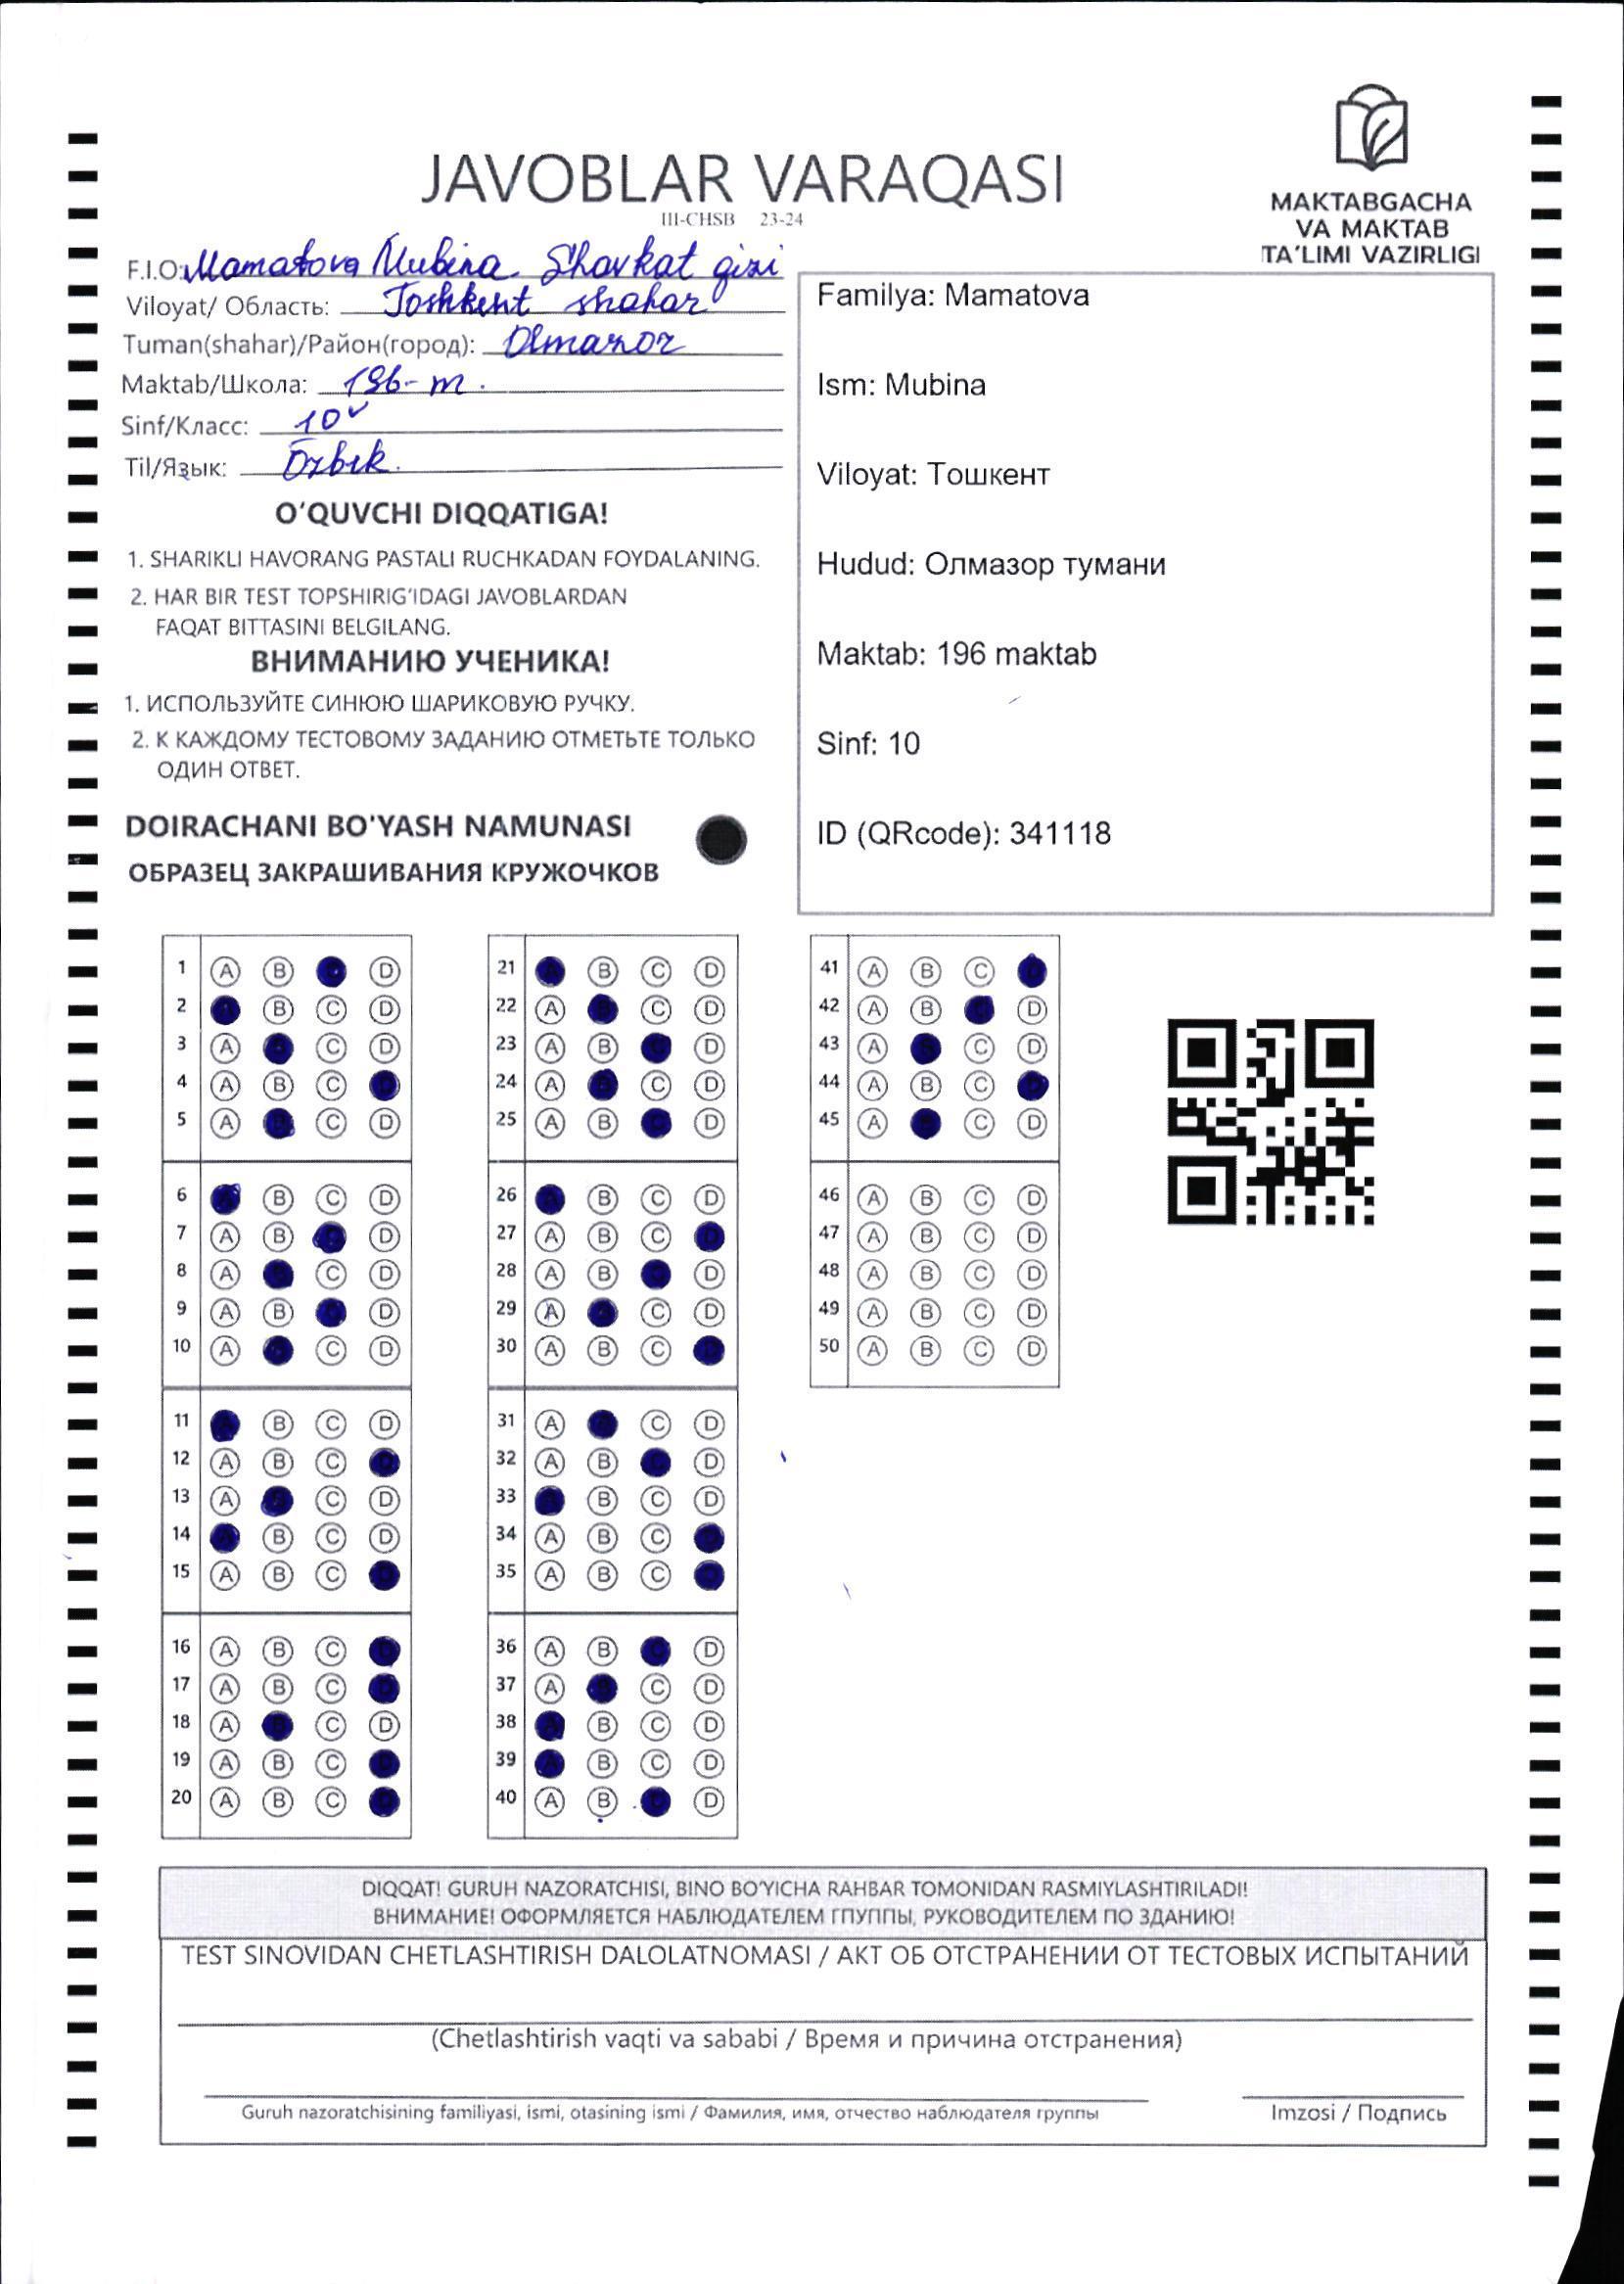 JAVOBLAR VARAQASI
III-CHSB 23-24
MAKTABGACHA
VA MAKTAB
TA'LIMI VAZIRLIGI
F.I.O: Mamatova Mubina Shavkat qizi
Viloyat/ Область: Toshkent shahar
Tuman(shahar)/Район(город): Olmazor
Maktab/Школа: 196-m.
Sinf/Класс: 10 v
Til/Язык: Özbek.
O'QUVCHI DIQQATIGA!
1. SHARIKLI HAVORANG PASTALI RUCHKADAN FOYDALANING.
2. HAR BIR TEST TOPSHIRIG'IDAGI JAVOBLARDAN
FAQAT BITTASINI BELGILANG.
ВНИМАНИЮ УЧЕНИКА!
1. ИСПОЛЬЗУЙТЕ СИНЮЮ ШАРИКОВУЮ РУЧКУ.
2. К КАЖДОМУ ТЕСТОВОМУ ЗАДАНИЮ ОТМЕТЬТЕ ТОЛЬКО
ОДИН ОТВЕТ.
DOIRACHANI BO'YASH NAMUNASI
ОБРАЗЕЦ ЗАКРАШИВАНИЯ КРУЖОЧКОВ
Familya: Mamatova
Ism: Mubina
Viloyat: Тошкент
Hudud: Олмазор тумани
Maktab: 196 maktab
Sinf: 10
ID (QRcode): 341118
1 A B D
2 B C D
3 A C D
4 A B C
5 A C D
6 B C D
7 A B D
8 A C D
9 A B D
10 A C D
11 B C D
12 A B C
13 A C D
14 B C D
15 A B C
16 A B C
17 A B C
18 A C D
19 A B C
20 A B C
21 B C D
22 A C D
23 A B D
24 A C D
25 A B D
26 B C D
27 A B C
28 A B D
29 A C D
30 A B C
31 A C D
32 A B D
33 B C D
34 A B C
35 A B C
36 A B D
37 A C D
38 B C D
39 B C D
40 A B D
41 A B C
42 A B D
43 A C D
44 A B C
45 A C D
46 A B C D
47 A B C D
48 A B C D
49 A B C D
50 A B C D
DIQQAT! GURUH NAZORATCHISI, BINO BO'YICHA RAHBAR TOMONIDAN RASMIYLASHTIRILADI!
ВНИМАНИЕ! ОФОРМЛЯЕТСЯ НАБЛЮДАТЕЛЕМ ГПУППЫ, РУКОВОДИТЕЛЕМ ПО ЗДАНИЮ!
TEST SINOVIDAN CHETLASHTIRISH DALOLATNOMASI / АКТ ОБ ОТСТРАНЕНИИ ОТ ТЕСТОВЫХ ИСПЫТАНИЙ
(Chetlashtirish vaqti va sababi / Время и причина отстранения)
Guruh nazoratchisining familiyasi, ismi, otasining ismi / Фамилия, имя, отчество наблюдателя группы
Imzosi / Подпись